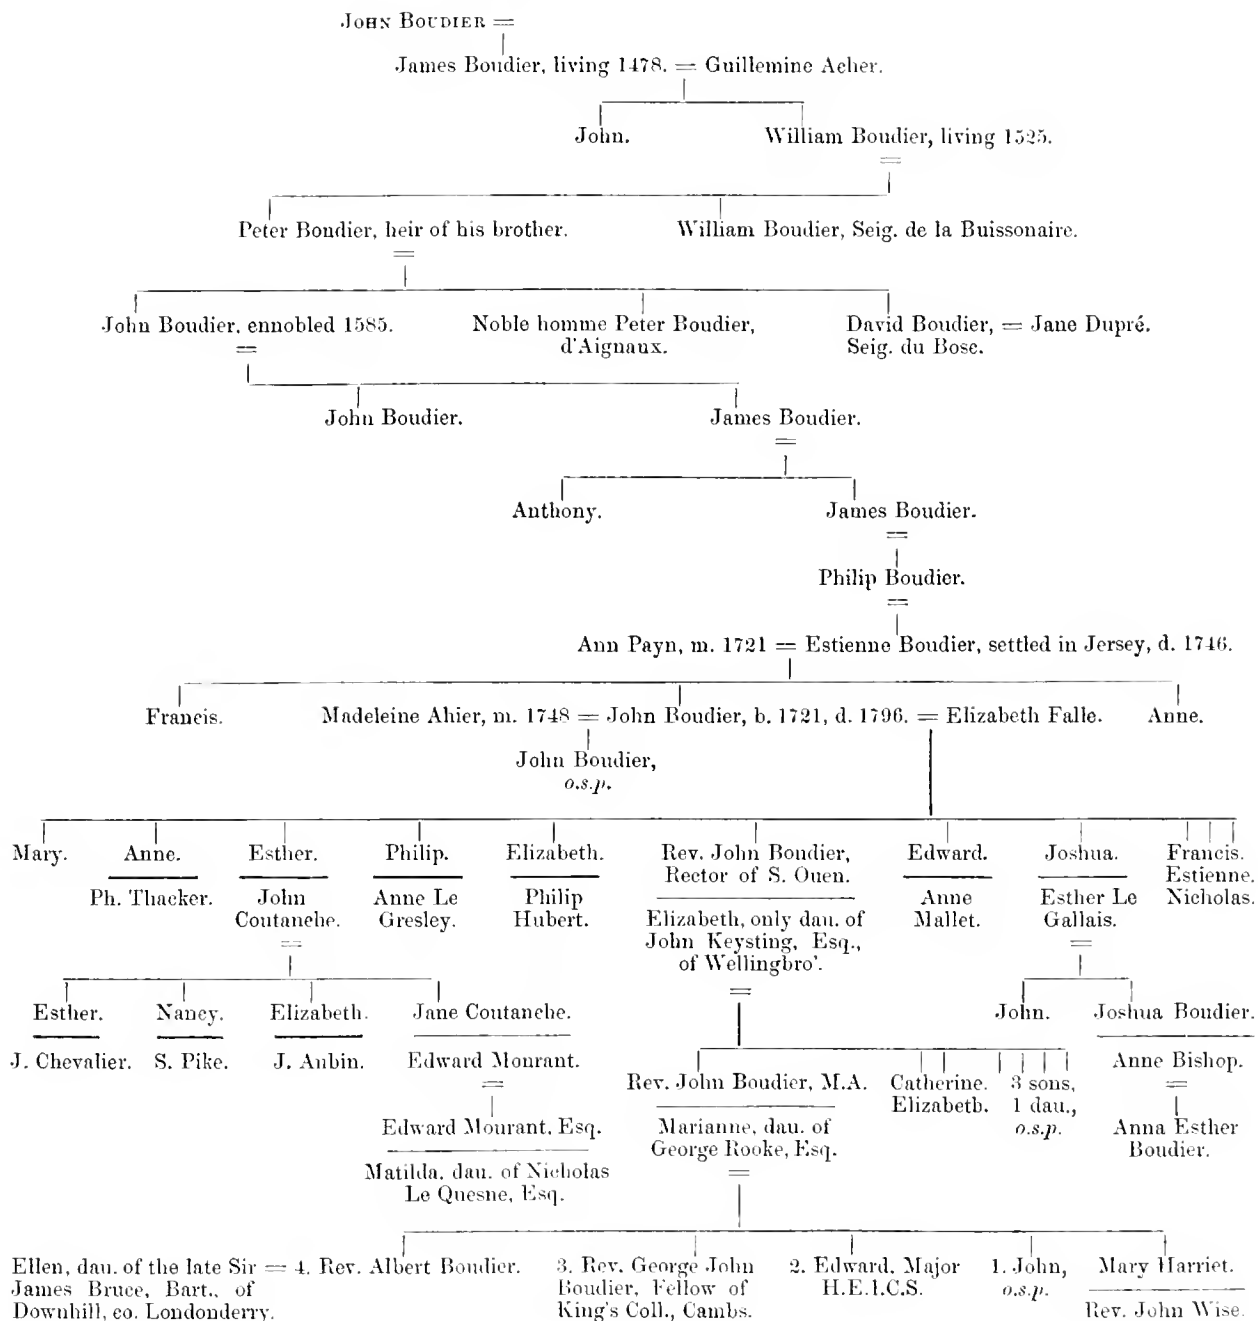 JOHN BOUDIER =
James Boudier, living 1478. = Guillemine Acher.
John. William Boudier, living 1525.
=
Peter Boudier, heir of his brother. William Boudier, Seig. de la Buissonaire.
=
John Boudier, ennobled 1585. Noble homme Peter Boudier, David Boudier, = Jane Dupré.
= d'Aignaux. Seig. du Bosc.
John Boudier. James Boudier.
=
Anthony. James Boudier.
=
Philip Boudier.
=
Ann Payn, m. 1721 = Estienne Boudier, settled in Jersey, d. 1746.
Francis. Madeleine Ahier, m. 1748 = John Boudier, b. 1721, d. 1796. = Elizabeth Falle. Anne.
John Boudier,
o.s.p.
Mary. Anne. Esther. Philip. Elizabeth. Rev. John Boudier, Edward. Joshua. Francis.
Rector of S. Ouen. Estienne.
Ph. Thacker. John Anne Le Philip Anne Esther Le Nicholas.
Coutanche. Gresley. Hubert. Elizabeth, only dau. of Mallet. Gallais.
= John Keysting, Esq., =
of Wellingbro'.
=
Esther. Nancy. Elizabeth. Jane Coutanche. John. Joshua Boudier.
J. Chevalier. S. Pike. J. Aubin. Edward Mourant. Anne Bishop.
= Rev. John Boudier, M.A. Catherine. 3 sons, =
Elizabeth. 1 dau.,
Edward Mourant, Esq. Marianne, dau. of o.s.p. Anna Esther
George Rooke, Esq. Boudier.
Matilda, dau. of Nicholas =
Le Quesne, Esq.
Ellen, dau. of the late Sir = 4. Rev. Albert Boudier. 3. Rev. George John 2. Edward, Major 1. John, Mary Harriet.
James Bruce, Bart., of Boudier, Fellow of H.E.I.C.S. o.s.p.
Downhill, co. Londonderry. King's Coll., Cambs. Rev. John Wise.